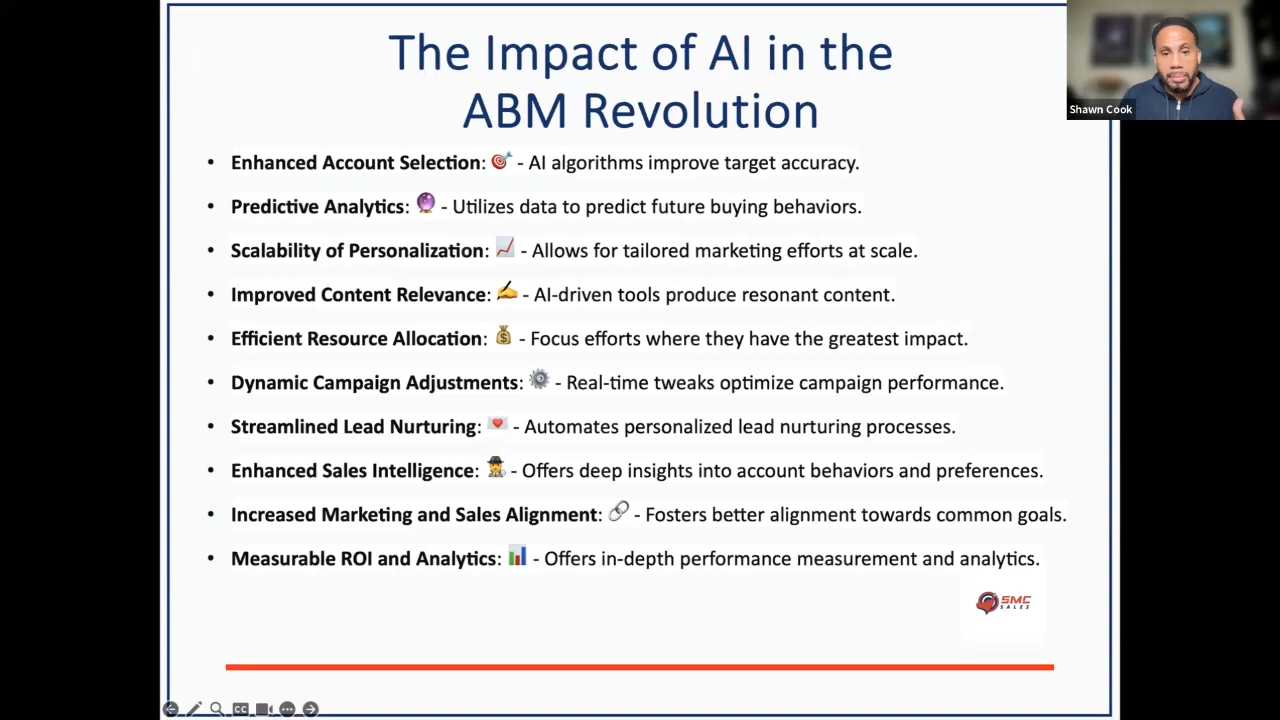 The Impact of AI in the
ABM Revolution
Shawn Cook
• Enhanced Account Selection: 🎯 - AI algorithms improve target accuracy.
• Predictive Analytics: 🔮 - Utilizes data to predict future buying behaviors.
• Scalability of Personalization: 📈 - Allows for tailored marketing efforts at scale.
• Improved Content Relevance: ✍️ - AI-driven tools produce resonant content.
• Efficient Resource Allocation: 💰 - Focus efforts where they have the greatest impact.
• Dynamic Campaign Adjustments: ⚙️ - Real-time tweaks optimize campaign performance.
• Streamlined Lead Nurturing: 💌 - Automates personalized lead nurturing processes.
• Enhanced Sales Intelligence: 🕵️ - Offers deep insights into account behaviors and preferences.
• Increased Marketing and Sales Alignment: 🔗 - Fosters better alignment towards common goals.
• Measurable ROI and Analytics: 📊 - Offers in-depth performance measurement and analytics.
SMC
SALES
CC